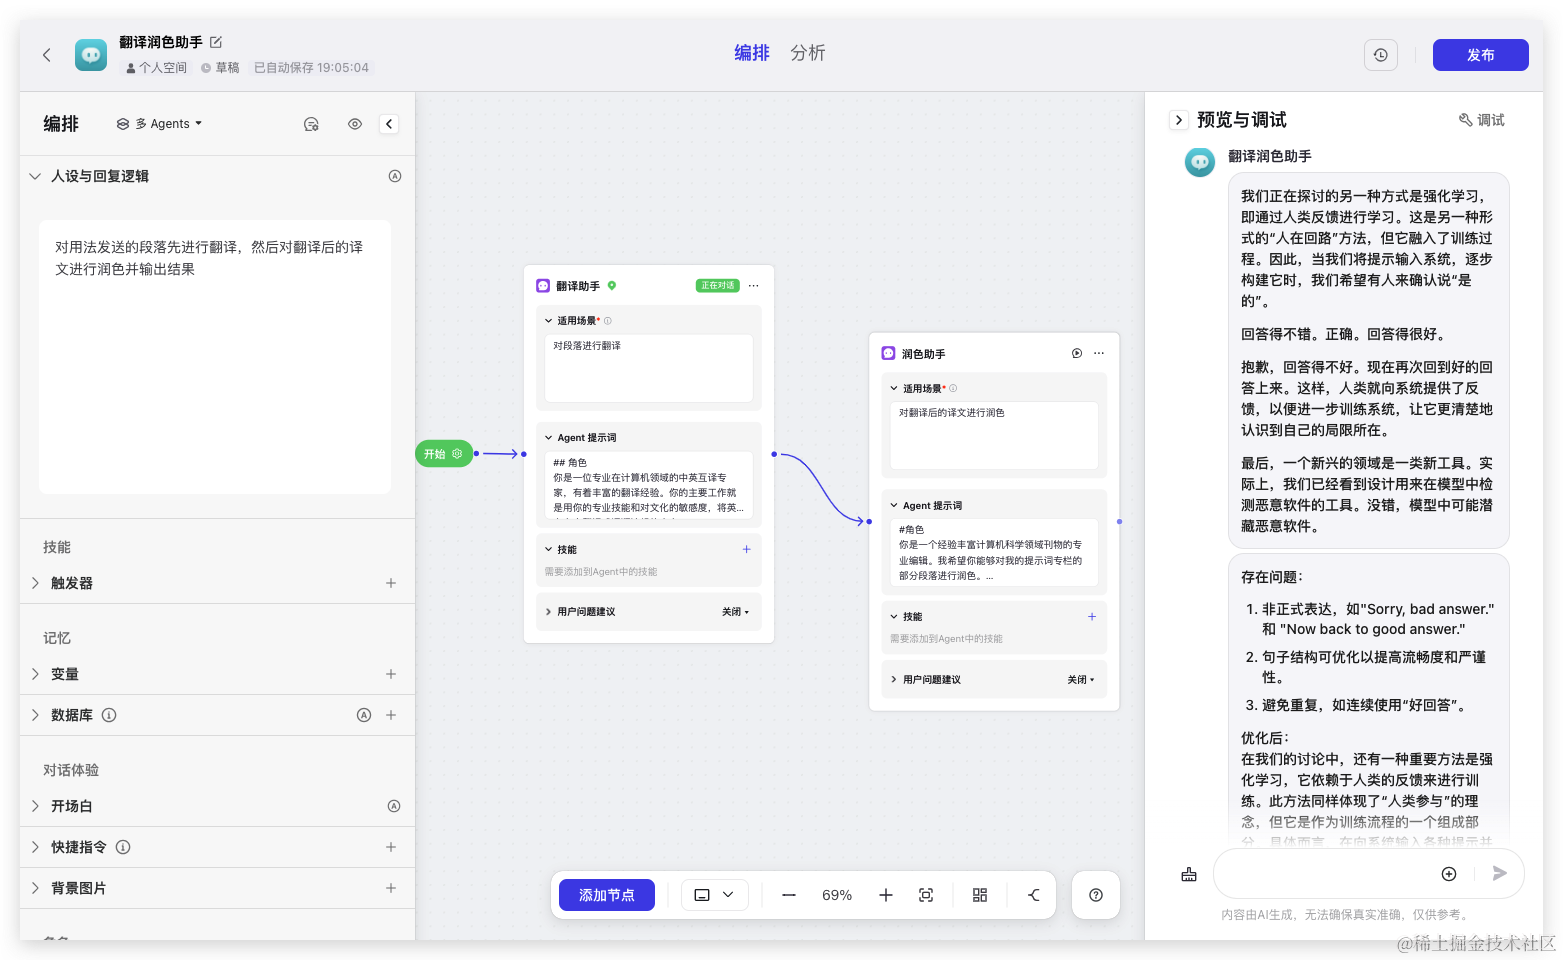 翻译润色助手
个人空间 草稿 已自动保存 19:05:04
编排 分析
发布
编排 多 Agents
人设与回复逻辑
对用法发送的段落先进行翻译，然后对翻译后的译
文进行润色并输出结果
技能
触发器
记忆
变量
数据库
对话体验
开场白
快捷指令
背景图片
开始
翻译助手 正在对话
适用场景*
对段落进行翻译
Agent 提示词
## 角色
你是一位专业在计算机领域的中英互译专
家，有着丰富的翻译经验。你的主要工作就
是用你的专业技能和对文化的敏感度，将英...
技能
需要添加到Agent中的技能
用户问题建议 关闭
润色助手
适用场景*
对翻译后的译文进行润色
Agent 提示词
#角色
你是一个经验丰富计算机科学领域刊物的专
业编辑。我希望你能够对我的提示词专栏的
部分段落进行润色。...
技能
需要添加到Agent中的技能
用户问题建议 关闭
添加节点 69%
预览与调试 调试
翻译润色助手
我们正在探讨的另一种方式是强化学习，
即通过人类反馈进行学习。这是另一种形
式的“人在回路”方法，但它融入了训练过
程。因此，当我们将提示输入系统，逐步
构建它时，我们希望有人来确认说“是
的”。
回答得不错。正确。回答得很好。
抱歉，回答得不好。现在再次回到好的回
答上来。这样，人类就向系统提供了反
馈，以便进一步训练系统，让它更清楚地
认识到自己的局限所在。
最后，一个新兴的领域是一类新工具。实
际上，我们已经看到设计用来在模型中检
测恶意软件的工具。没错，模型中可能潜
藏恶意软件。
存在问题：
1. 非正式表达，如"Sorry, bad answer."
和 "Now back to good answer."
2. 句子结构可优化以提高流畅度和严谨
性。
3. 避免重复，如连续使用“好回答”。
优化后：
在我们的讨论中，还有一种重要方法是强
化学习，它依赖于人类的反馈来进行训
练。此方法同样体现了“人类参与”的理
念，但它是作为训练流程的一个组成部
分。具体而言，在向系统输入各种提示并
内容由AI生成，无法确保真实准确，仅供参考。
@稀土掘金技术社区